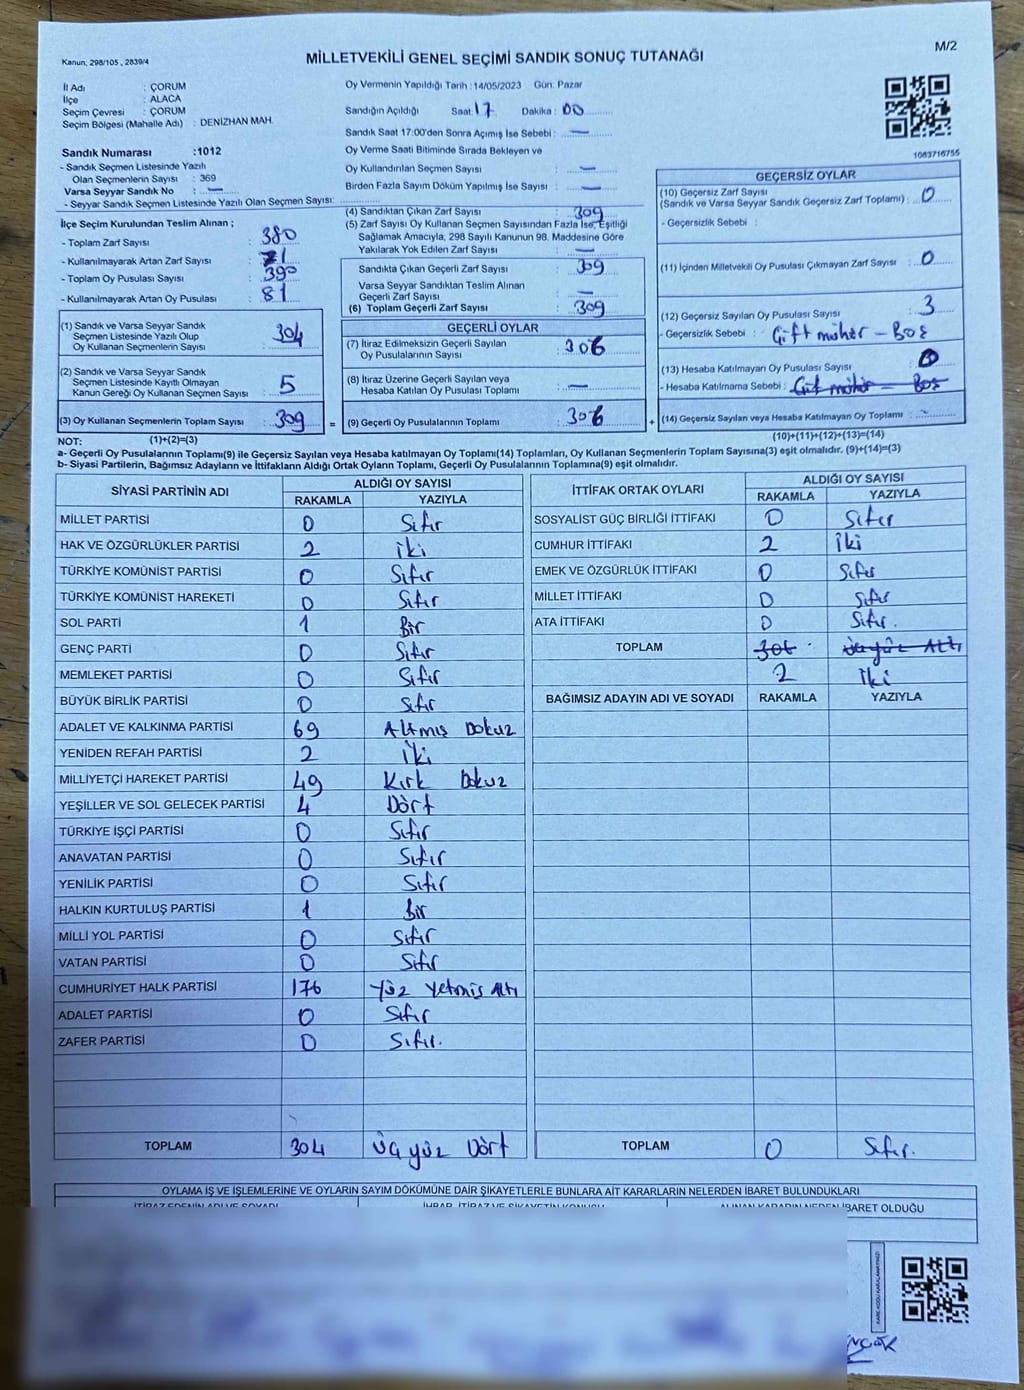 M/2
Kanun, 298/105 , 2839/4
MİLLETVEKİLİ GENEL SEÇİMİ SANDIK SONUÇ TUTANAĞI
İl Adı : ÇORUM
İlçe : ALACA
Seçim Çevresi : ÇORUM
Seçim Bölgesi (Mahalle Adı) : DENİZHAN MAH.
Sandık Numarası :1012
- Sandık Seçmen Listesinde Yazılı
Olan Seçmenlerin Sayısı : 369
Varsa Seyyar Sandık No : —
- Seyyar Sandık Seçmen Listesinde Yazılı Olan Seçmen Sayısı:
Oy Vermenin Yapıldığı Tarih : 14/05/2023 Gün: Pazar
Sandığın Açıldığı Saat: 17 Dakika : 00
Sandık Saat 17:00'den Sonra Açımış İse Sebebi : —
Oy Verme Saati Bitiminde Sırada Bekleyen ve
Oy Kullandırılan Seçmen Sayısı : —
Birden Fazla Sayım Döküm Yapılmış İse Sayısı : —
1083716755
İlçe Seçim Kurulundan Teslim Alınan ;
- Toplam Zarf Sayısı : 380
- Kullanılmayarak Artan Zarf Sayısı : 71
- Toplam Oy Pusulası Sayısı : 390
- Kullanılmayarak Artan Oy Pusulası : 81
(1) Sandık ve Varsa Seyyar Sandık
Seçmen Listesinde Yazılı Olup
Oy Kullanan Seçmenlerin Sayısı : 304
(2) Sandık ve Varsa Seyyar Sandık
Seçmen Listesinde Kayıtlı Olmayan
Kanun Gereği Oy Kullanan Seçmen Sayısı : 5
(3) Oy Kullanan Seçmenlerin Toplam Sayısı : 309 =
(4) Sandıktan Çıkan Zarf Sayısı : 309
(5) Zarf Sayısı Oy Kullanan Seçmen Sayısından Fazla İse, Eşitliği
Sağlamak Amacıyla, 298 Sayılı Kanunun 98. Maddesine Göre
Yakılarak Yok Edilen Zarf Sayısı : —
Sandıkta Çıkan Geçerli Zarf Sayısı : 309
Varsa Seyyar Sandıktan Teslim Alınan
Geçerli Zarf Sayısı : —
(6) Toplam Geçerli Zarf Sayısı : 309
GEÇERLİ OYLAR
(7) İtiraz Edilmeksizin Geçerli Sayılan
Oy Pusulalarının Sayısı : 306
(8) İtiraz Üzerine Geçerli Sayılan veya
Hesaba Katılan Oy Pusulası Toplamı : —
(9) Geçerli Oy Pusulalarının Toplamı : 306 +
GEÇERSİZ OYLAR
(10) Geçersiz Zarf Sayısı
(Sandık ve Varsa Seyyar Sandık Geçersiz Zarf Toplamı) : 0
- Geçersizlik Sebebi :
(11) İçinden Milletvekili Oy Pusulası Çıkmayan Zarf Sayısı : 0
(12) Geçersiz Sayılan Oy Pusulası Sayısı : 3
- Geçersizlik Sebebi : Çift mühür – Boş
(13) Hesaba Katılmayan Oy Pusulası Sayısı : 0
- Hesaba Katılmama Sebebi : Çift mühür – Boş
(14) Geçersiz Sayılan veya Hesaba Katılmayan Oy Toplamı : -
NOT: (1)+(2)=(3) (10)+(11)+(12)+(13)=(14)
a- Geçerli Oy Pusulaları Toplamı(9) ile Geçersiz Sayılan veya Hesaba katılmayan Oy Toplamı(14) Toplamları, Oy Kullanan Seçmenlerin Toplam Sayısına(3) eşit olmalıdır. (9)+(14)=(3)
b- Siyasi Partilerin, Bağımsız Adayların ve İttifakların Aldığı Ortak Oyların Toplamı, Geçerli Oy Pusulalarının Toplamına(9) eşit olmalıdır.
SİYASİ PARTİNİN ADI ALDIĞI OY SAYISI
RAKAMLA YAZIYLA
MİLLET PARTİSİ 0 Sıfır
HAK VE ÖZGÜRLÜKLER PARTİSİ 2 İki
TÜRKİYE KOMÜNİST PARTİSİ 0 Sıfır
TÜRKİYE KOMÜNİST HAREKETİ 0 Sıfır
SOL PARTİ 1 Bir
GENÇ PARTİ 0 Sıfır
MEMLEKET PARTİSİ 0 Sıfır
BÜYÜK BİRLİK PARTİSİ 0 Sıfır
ADALET VE KALKINMA PARTİSİ 69 Altmış Dokuz
YENİDEN REFAH PARTİSİ 2 İki
MİLLİYETÇİ HAREKET PARTİSİ 49 Kırk Dokuz
YEŞİLLER VE SOL GELECEK PARTİSİ 4 Dört
TÜRKİYE İŞÇİ PARTİSİ 0 Sıfır
ANAVATAN PARTİSİ 0 Sıfır
YENİLİK PARTİSİ 0 Sıfır
HALKIN KURTULUŞ PARTİSİ 1 Bir
MİLLİ YOL PARTİSİ 0 Sıfır
VATAN PARTİSİ 0 Sıfır
CUMHURİYET HALK PARTİSİ 176 Yüz Yetmiş Altı
ADALET PARTİSİ 0 Sıfır
ZAFER PARTİSİ 0 Sıfır.
TOPLAM 304 Üç yüz Dört
İTTİFAK ORTAK OYLARI ALDIĞI OY SAYISI
RAKAMLA YAZIYLA
SOSYALİST GÜÇ BİRLİĞİ İTTİFAKI 0 Sıfır
CUMHUR İTTİFAKI 2 İki
EMEK VE ÖZGÜRLÜK İTTİFAKI 0 Sıfır
MİLLET İTTİFAKI 0 Sıfır
ATA İTTİFAKI 0 Sıfır.
TOPLAM 306 Üçyüz Altı
2 İki
BAĞIMSIZ ADAYIN ADI VE SOYADI RAKAMLA YAZIYLA
TOPLAM 0 Sıfır.
OYLAMA İŞ VE İŞLEMLERİNE VE OYLARIN SAYIM DÖKÜMÜNE DAİR ŞİKAYETLERLE BUNLARA AİT KARARLARIN NELERDEN İBARET BULUNDUKLARI
İTİRAZ EDENİN ADI VE SOYADI İHBAR, İTİRAZ VE ŞİKAYETİN KONUSU ALINAN KARARIN NEDEN İBARET OLDUĞU